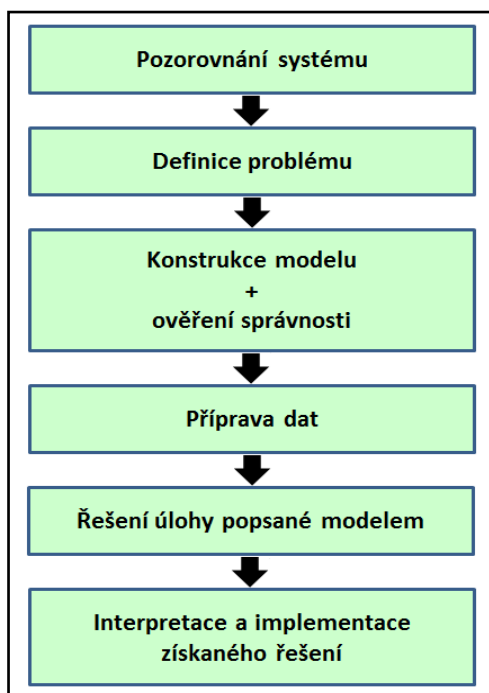 Pozorovnání systému
Definice problému
Konstrukce modelu
+
ověření správnosti
Příprava dat
Řešení úlohy popsané modelem
Interpretace a implementace
získaného řešení